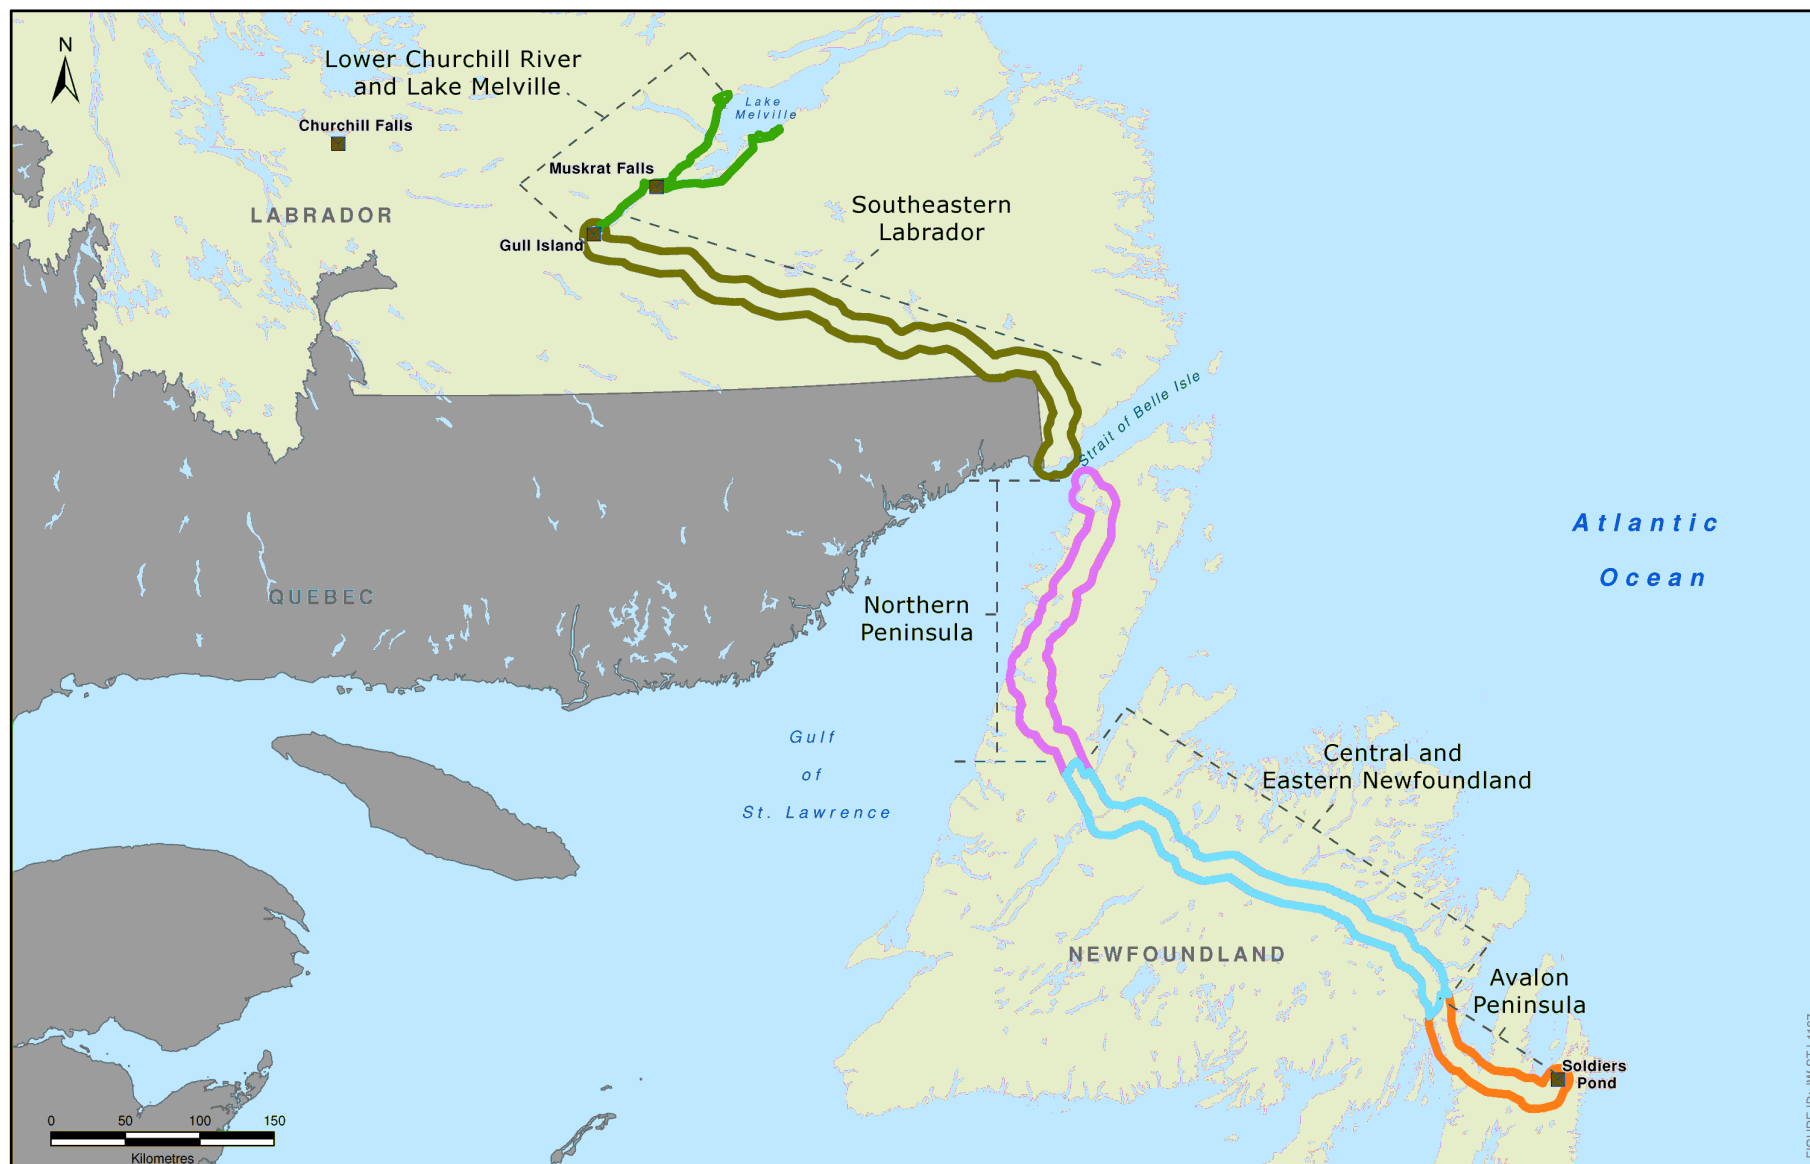 N
Lower Churchill River
and Lake Melville
Churchill Falls
Lake
Melville
Muskrat Falls
LABRADOR
Southeastern
Labrador
Gull Island
Strait of Belle Isle
Atlantic
Ocean
QUEBEC
Northern
Peninsula
Gulf
of
St. Lawrence
Central and
Eastern Newfoundland
NEWFOUNDLAND
Avalon
Peninsula
Soldiers
Pond
0 50 100 150
Kilometres
FIGURE ID: